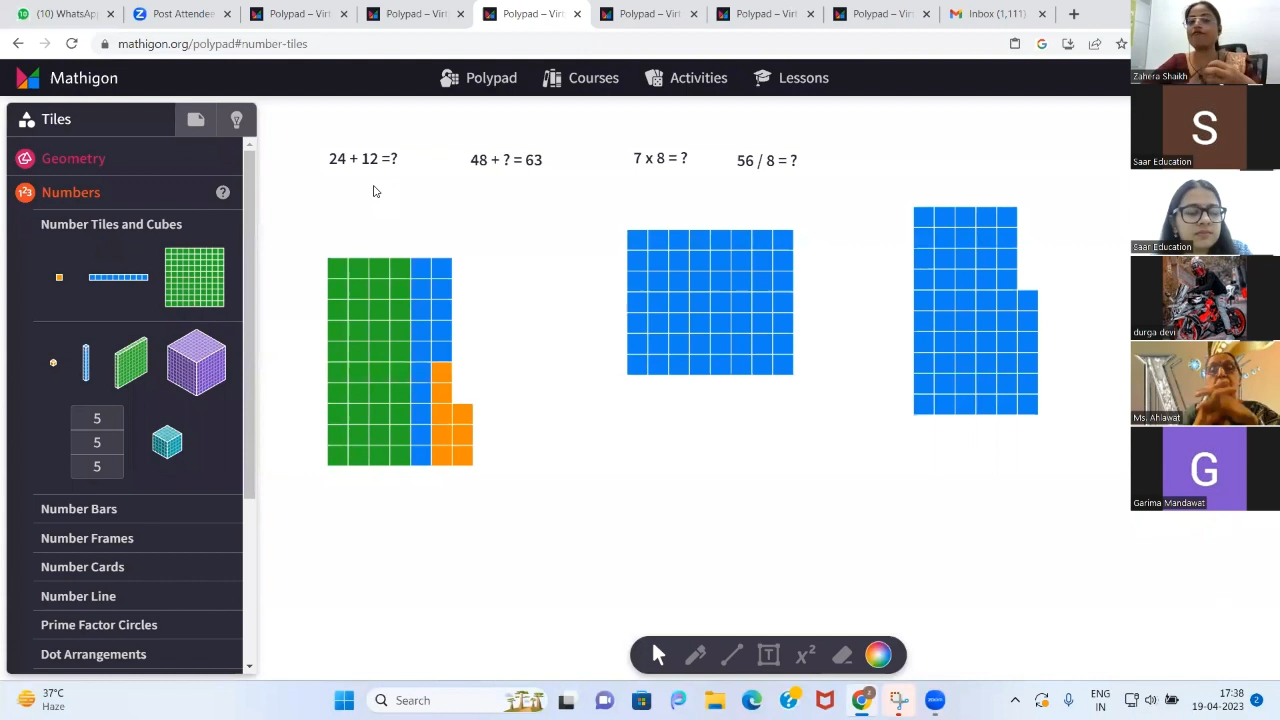 (10) WhatsApp
Post Attendee
Polypad – Virt
Polypad – Virt
Polypad – Virt
Polypad – Virt
Polypad – Virt
Polypad – Virt
Inbox (1,111)
mathigon.org/polypad#number-tiles
Mathigon
Polypad
Courses
Activities
Lessons
Tiles
Geometry
Numbers
Number Tiles and Cubes
5
5
5
Number Bars
Number Frames
Number Cards
Number Line
Prime Factor Circles
Dot Arrangements
24 + 12 =?
48 + ? = 63
7 x 8 = ?
56 / 8 = ?
Zahera Shaikh
S
Saar Education
Saar Education
durga devi
Ms. Ahlawat
G
Garima Mandawat
37°C
Haze
Search
ENG
IN
17:38
19-04-2023
2